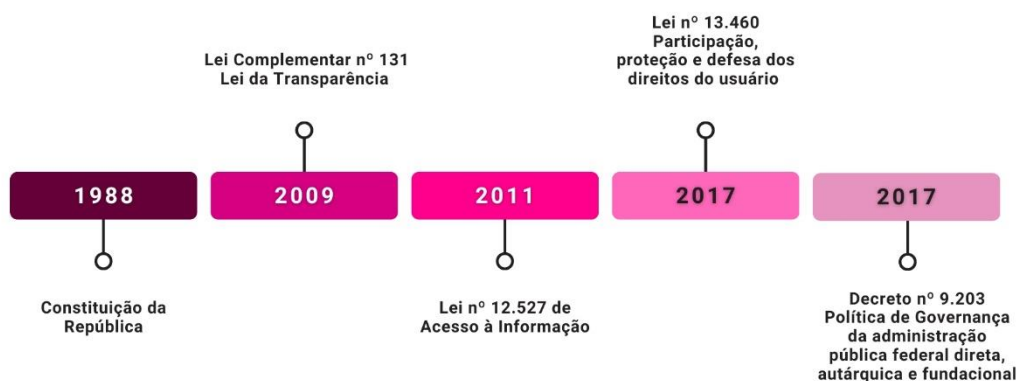 Lei Complementar nº 131
Lei da Transparência
Lei nº 13.460
Participação,
proteção e defesa dos
direitos do usuário
1988
2009
2011
2017
2017
Constituição da
República
Lei nº 12.527 de
Acesso à Informação
Decreto nº 9.203
Política de Governança
da administração
pública federal direta,
autárquica e fundacional